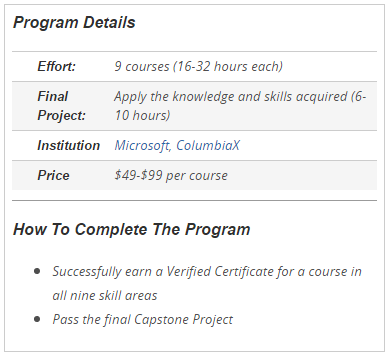 Program Details
Effort: 9 courses (16-32 hours each)
Final Apply the knowledge and skills acquired (6-
Project: 10 hours)
Institution Microsoft, ColumbiaX
Price $49-$99 per course
How To Complete The Program
Successfully earn a Verified Certificate for a course in
all nine skill areas
Pass the final Capstone Project